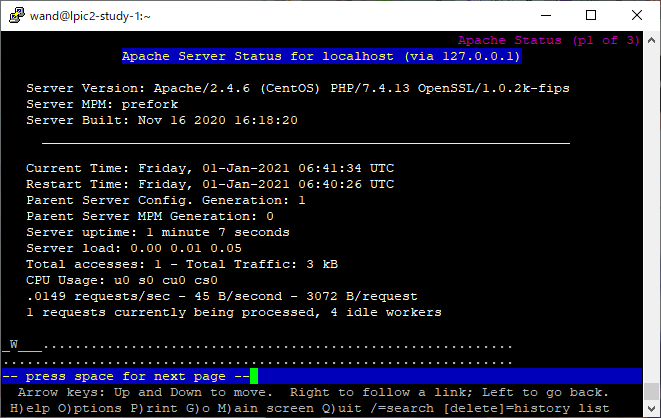 wand@lpic2-study-1:~
Apache Status (p1 of 3)
Apache Server Status for localhost (via 127.0.0.1)
Server Version: Apache/2.4.6 (CentOS) PHP/7.4.13 OpenSSL/1.0.2k-fips
Server MPM: prefork
Server Built: Nov 16 2020 16:18:20
__________________________________________________________________
Current Time: Friday, 01-Jan-2021 06:41:34 UTC
Restart Time: Friday, 01-Jan-2021 06:40:26 UTC
Parent Server Config. Generation: 1
Parent Server MPM Generation: 0
Server uptime: 1 minute 7 seconds
Server load: 0.00 0.01 0.05
Total accesses: 1 - Total Traffic: 3 kB
CPU Usage: u0 s0 cu0 cs0
.0149 requests/sec - 45 B/second - 3072 B/request
1 requests currently being processed, 4 idle workers
_W___...........................................................
................................................................
-- press space for next page --
Arrow keys: Up and Down to move.  Right to follow a link; Left to go back.
H)elp O)ptions P)rint G)o M)ain screen Q)uit /=search [delete]=history list